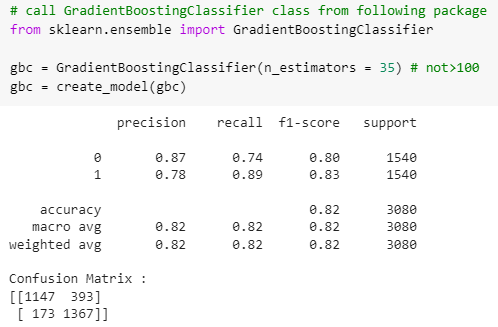 # call GradientBoostingClassifier class from following package
from sklearn.ensemble import GradientBoostingClassifier
gbc = GradientBoostingClassifier(n_estimators = 35) # not>100
gbc = create_model(gbc)
precision recall f1-score support
0 0.87 0.74 0.80 1540
1 0.78 0.89 0.83 1540
accuracy 0.82 3080
macro avg 0.82 0.82 0.82 3080
weighted avg 0.82 0.82 0.82 3080
Confusion Matrix :
[[1147 393]
[ 173 1367]]